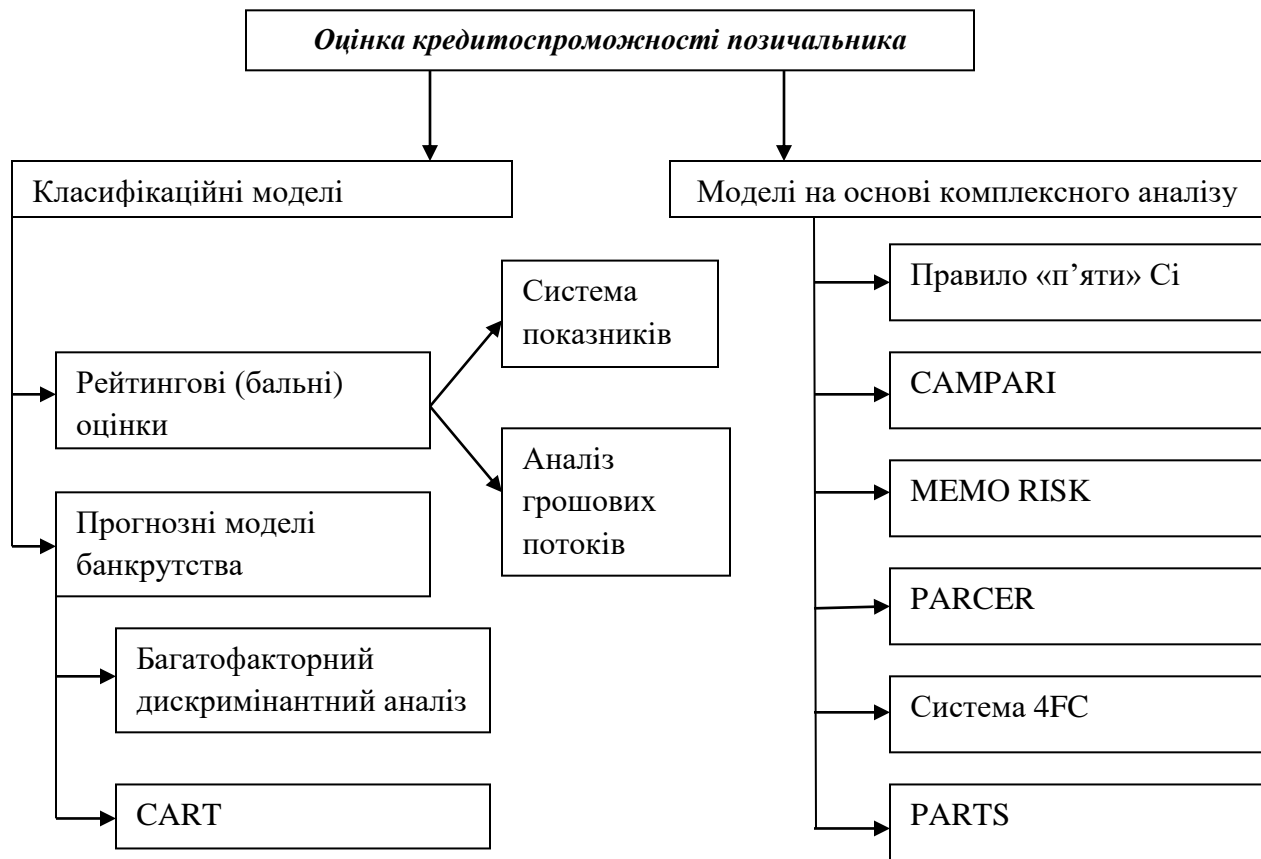 Оцінка кредитоспроможності позичальника
Класифікаційні моделі
Моделі на основі комплексного аналізу
Система
показників
Рейтингові (бальні)
оцінки
Аналіз
грошових
потоків
Прогнозні моделі
банкрутства
Багатофакторний
дискримінантний аналіз
CART
Правило «п’яти» Сі
CAMPARI
MEMO RISK
PARCER
Система 4FC
PARTS